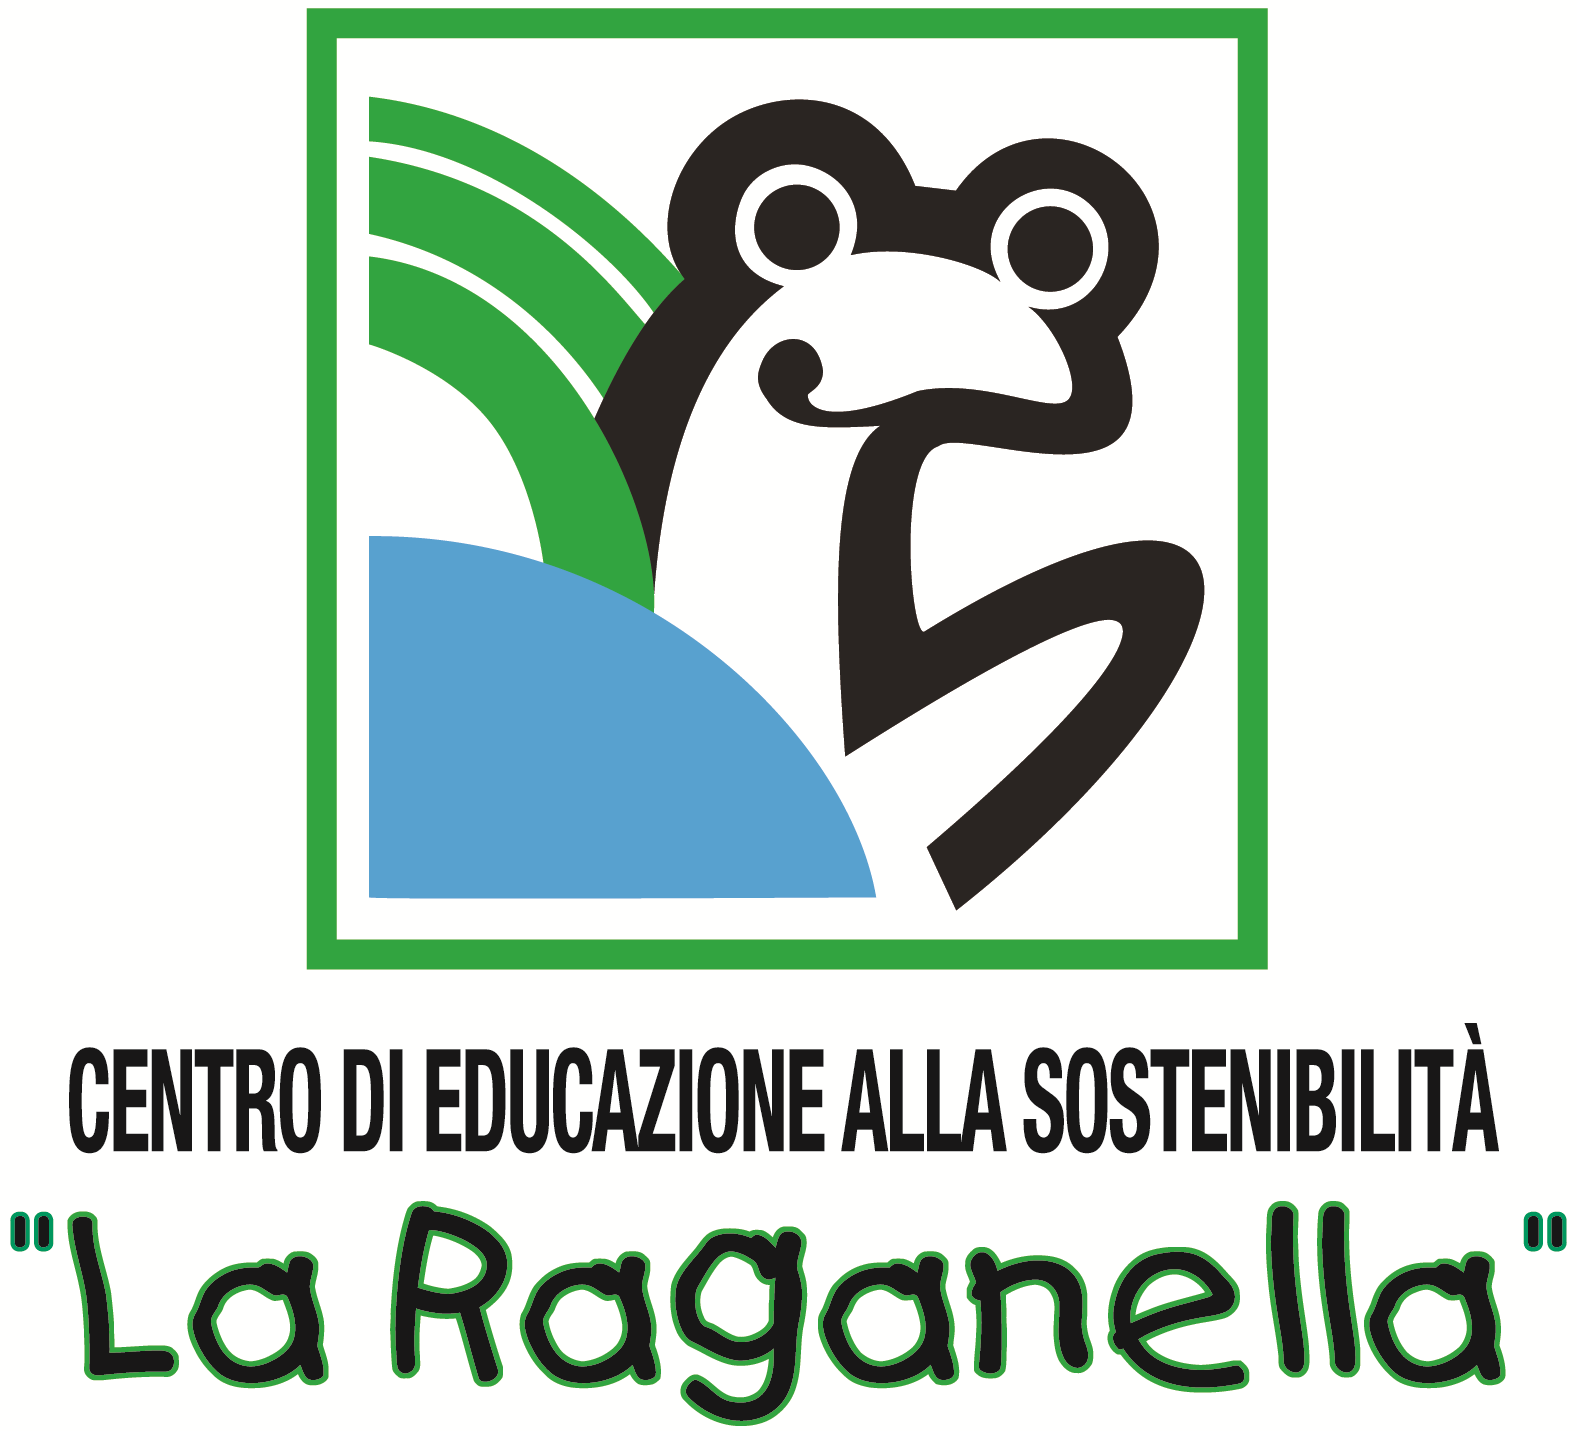 CENTRO DI EDUCAZIONE ALLA SOSTENIBILITÀ
"La Raganella"